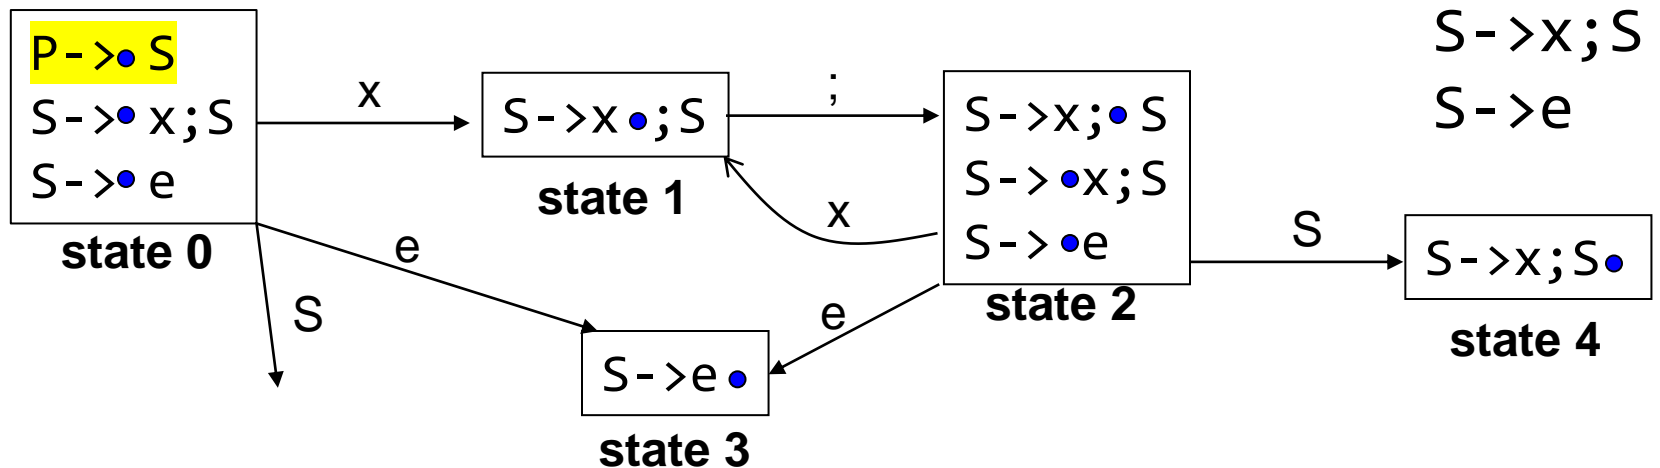 P->• S
S->• x;S
S->• e
state 0
x
e
S
S->x•;S
state 1
;
x
S->x;• S
S-> •x;S
S-> •e
state 2
e
S->e•
state 3
S
S->x;S•
state 4
S->x;S
S->e